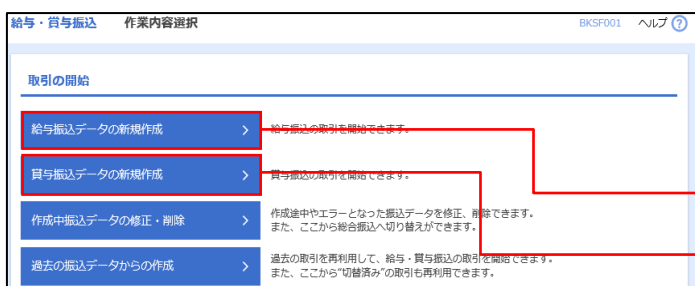 給与・賞与振込 作業内容選択 BKSF001 ヘルプ ?
取引の開始
給与振込データの新規作成 給与振込の取引を開始できます。
賞与振込データの新規作成 賞与振込の取引を開始できます。
作成中振込データの修正・削除 作成途中やエラーとなった振込データを修正、削除できます。
また、ここから総合振込へ切り替えができます。
過去の振込データからの作成 過去の取引を再利用して、給与・賞与振込の取引を開始できます。
また、ここから"切替済み"の取引も再利用できます。